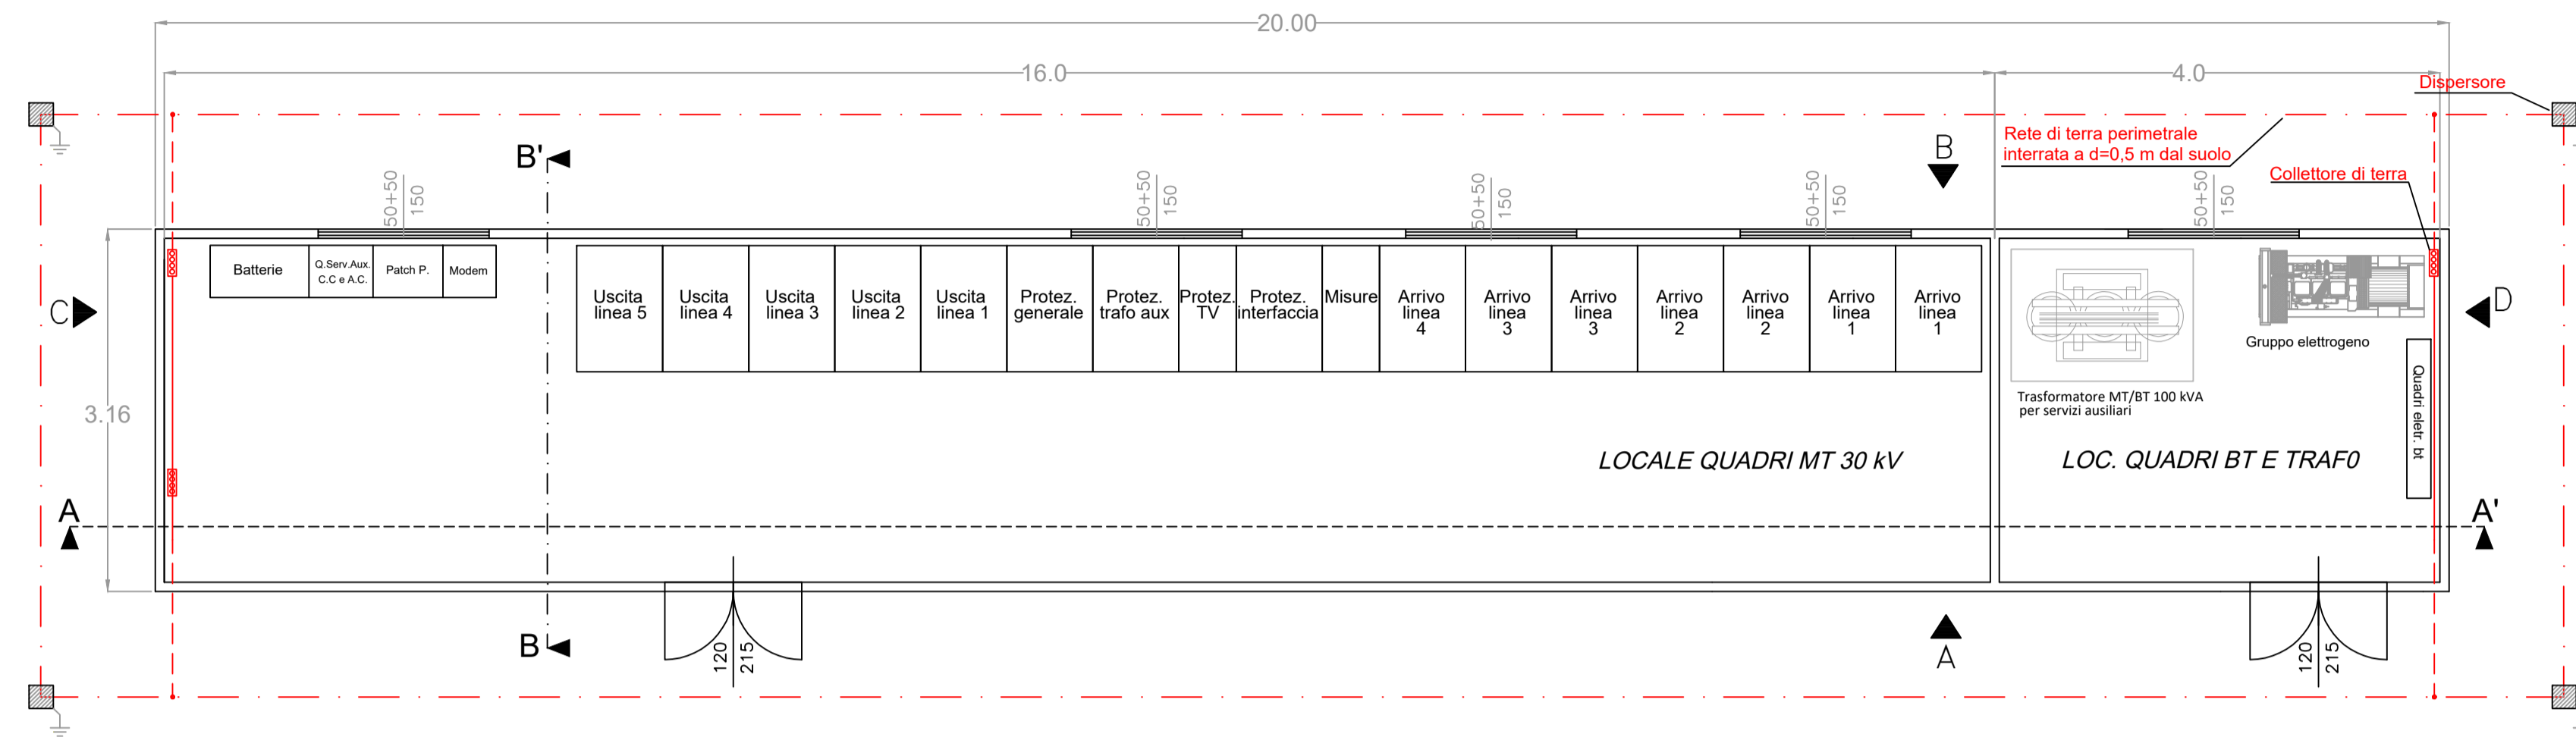 20.00
16.0
4.0
Dispersore
Rete di terra perimetrale
interrata a d=0,5 m dal suolo
Collettore di terra
B'
B
50+50
150
50+50
150
50+50
150
50+50
150
50+50
150
Batterie
Q.Serv.Aux.
C.C e A.C.
Patch P.
Modem
Uscita
linea 5
Uscita
linea 4
Uscita
linea 3
Uscita
linea 2
Uscita
linea 1
Protez.
generale
Protez.
trafo aux
Protez.
TV
Protez.
interfaccia
Misure
Arrivo
linea
4
Arrivo
linea
3
Arrivo
linea
3
Arrivo
linea
2
Arrivo
linea
2
Arrivo
linea
1
Arrivo
linea
1
C
D
Gruppo elettrogeno
Trasformatore MT/BT 100 kVA
per servizi ausiliari
Quadri eletr. bt
3.16
LOCALE QUADRI MT 30 kV
LOC. QUADRI BT E TRAF0
A
A'
B
120
215
A
120
215